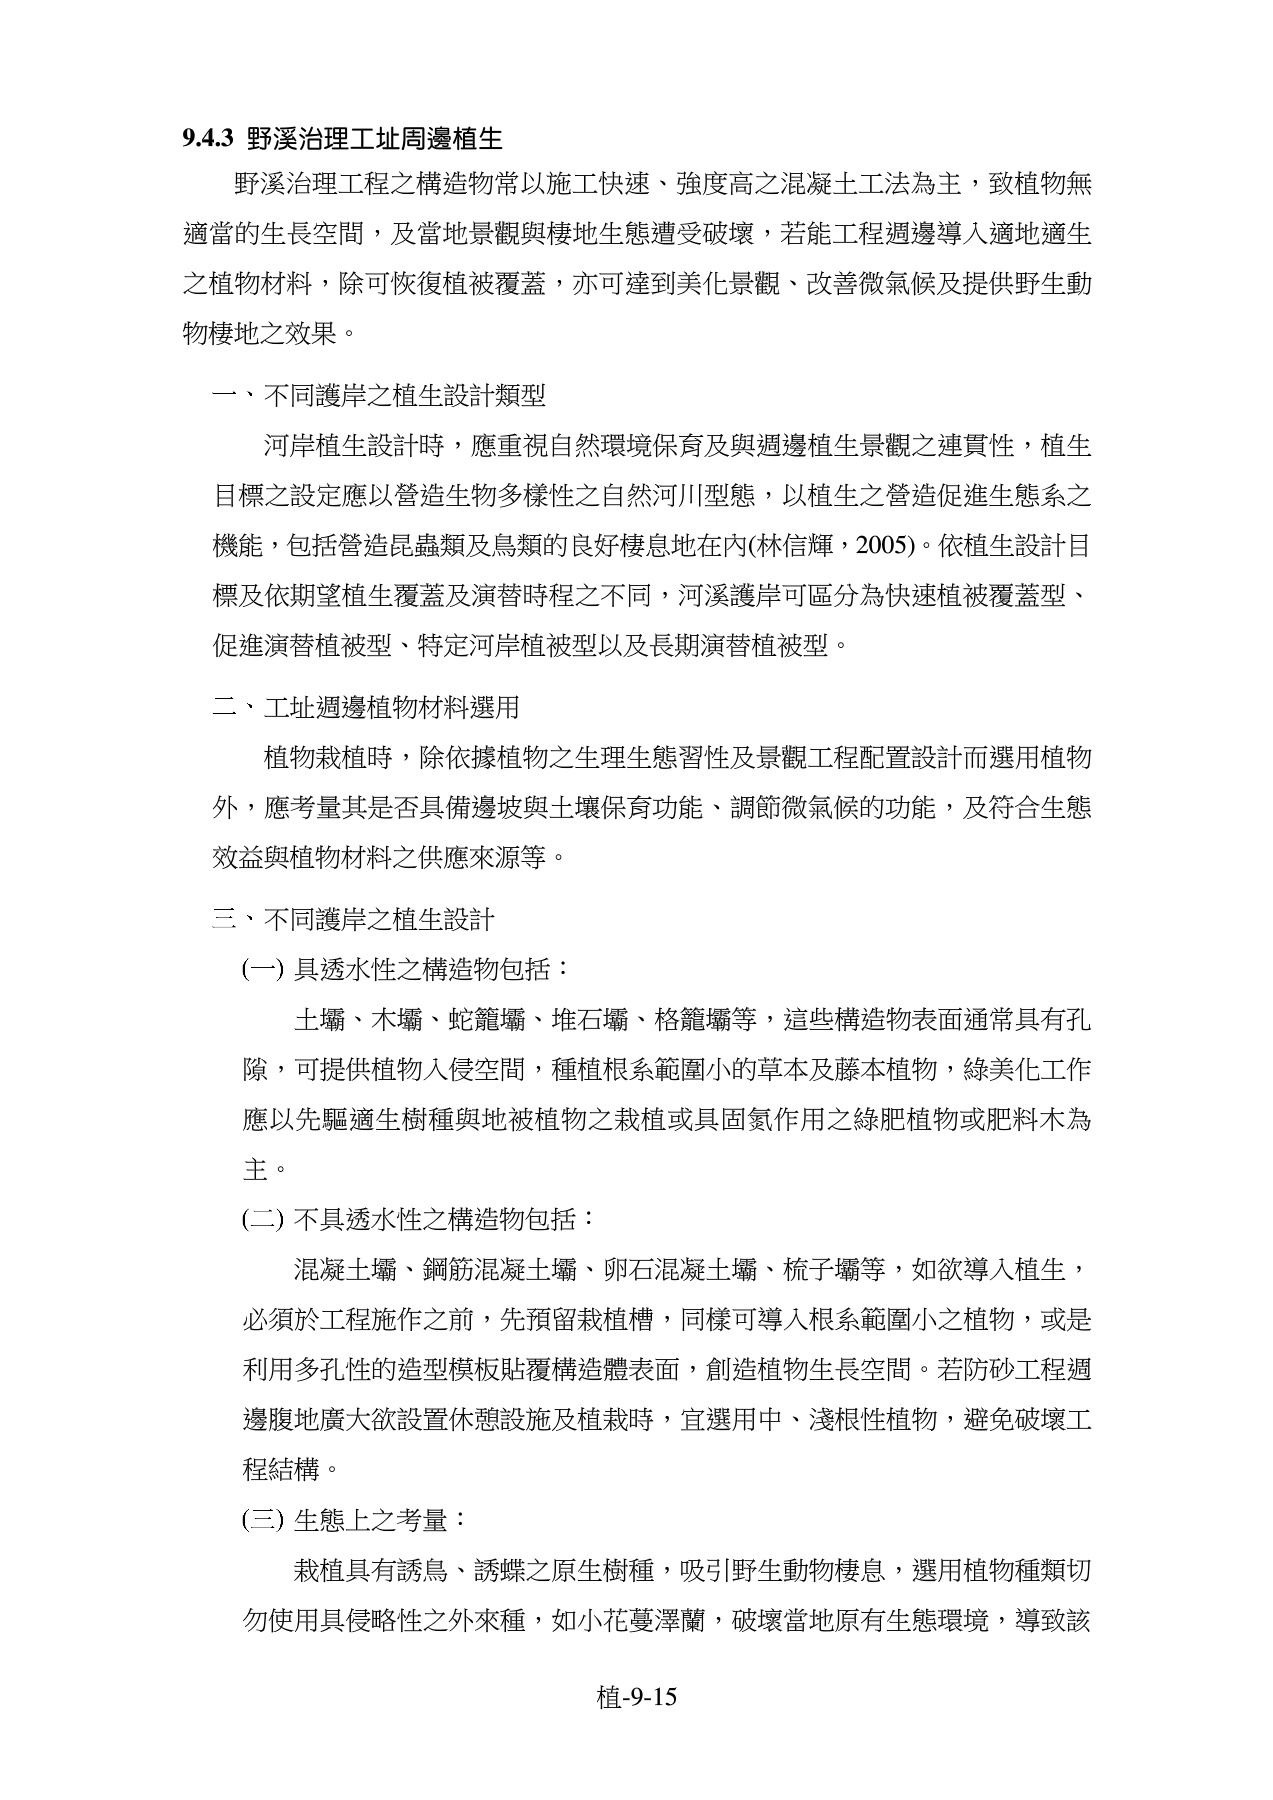 9.4.3 野溪治理工址周邊植生
野溪治理工程之構造物常以施工快速、強度高之混凝土工法為主，致植物無
適當的生長空間，及當地景觀與棲地生態遭受破壞，若能工程週邊導入適地適生
之植物材料，除可恢復植被覆蓋，亦可達到美化景觀、改善微氣候及提供野生動
物棲地之效果。
一、不同護岸之植生設計類型
河岸植生設計時，應重視自然環境保育及與週邊植生景觀之連貫性，植生
目標之設定應以營造生物多樣性之自然河川型態，以植生之營造促進生態系之
機能，包括營造昆蟲類及鳥類的良好棲息地在內(林信輝，2005)。依植生設計目
標及依期望植生覆蓋及演替時程之不同，河溪護岸可區分為快速植被覆蓋型、
促進演替植被型、特定河岸植被型以及長期演替植被型。
二、工址週邊植物材料選用
植物栽植時，除依據植物之生理生態習性及景觀工程配置設計而選用植物
外，應考量其是否具備邊坡與土壤保育功能、調節微氣候的功能，及符合生態
效益與植物材料之供應來源等。
三、不同護岸之植生設計
(一) 具透水性之構造物包括：
土壩、木壩、蛇籠壩、堆石壩、格籠壩等，這些構造物表面通常具有孔
隙，可提供植物入侵空間，種植根系範圍小的草本及藤本植物，綠美化工作
應以先驅適生樹種與地被植物之栽植或具固氮作用之綠肥植物或肥料木為
主。
(二) 不具透水性之構造物包括：
混凝土壩、鋼筋混凝土壩、卵石混凝土壩、梳子壩等，如欲導入植生，
必須於工程施作之前，先預留栽植槽，同樣可導入根系範圍小之植物，或是
利用多孔性的造型模板貼覆構造體表面，創造植物生長空間。若防砂工程週
邊腹地廣大欲設置休憩設施及植栽時，宜選用中、淺根性植物，避免破壞工
程結構。
(三) 生態上之考量：
栽植具有誘鳥、誘蝶之原生樹種，吸引野生動物棲息，選用植物種類切
勿使用具侵略性之外來種，如小花蔓澤蘭，破壞當地原有生態環境，導致該
植-9-15